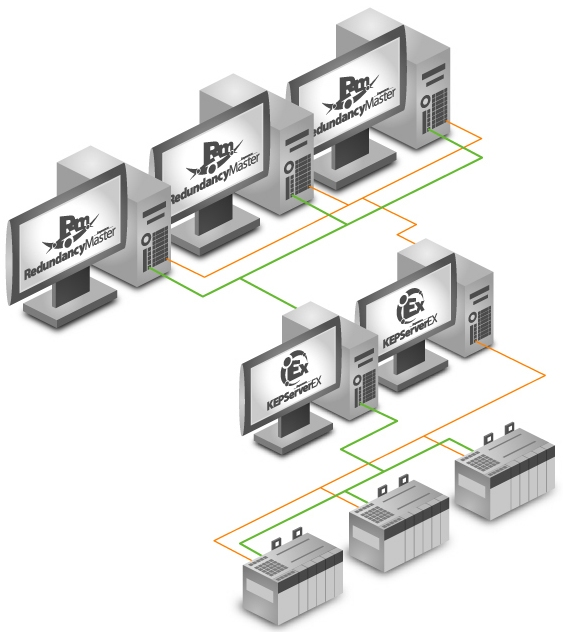 Rm
RedundancyMaster
Rm
RedundancyMaster
Rm
RedundancyMaster
Ex
KEPServerEX
Ex
KEPServerEX